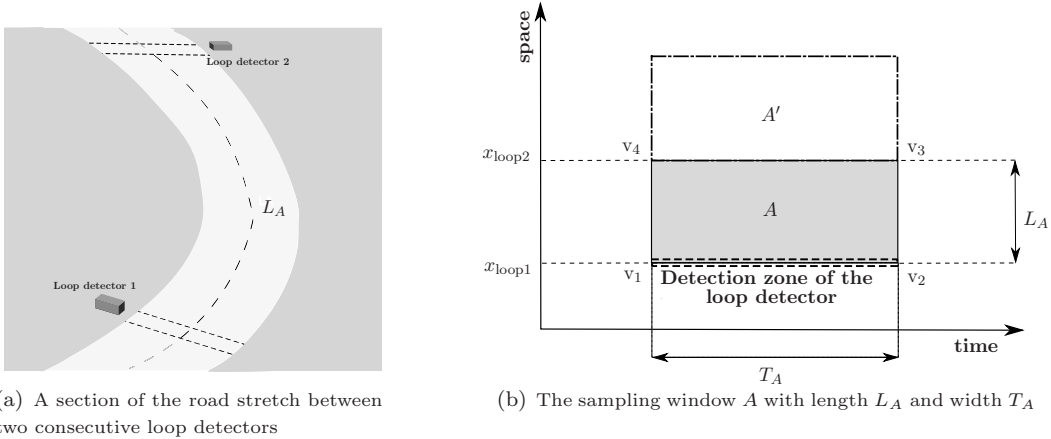 Loop detector 2
L_A
Loop detector 1
(a) A section of the road stretch between
two consecutive loop detectors
space
A′
x_loop2
v4
v3
A
L_A
x_loop1
v1
v2
Detection zone of the
loop detector
time
T_A
(b) The sampling window A with length L_A and width T_A